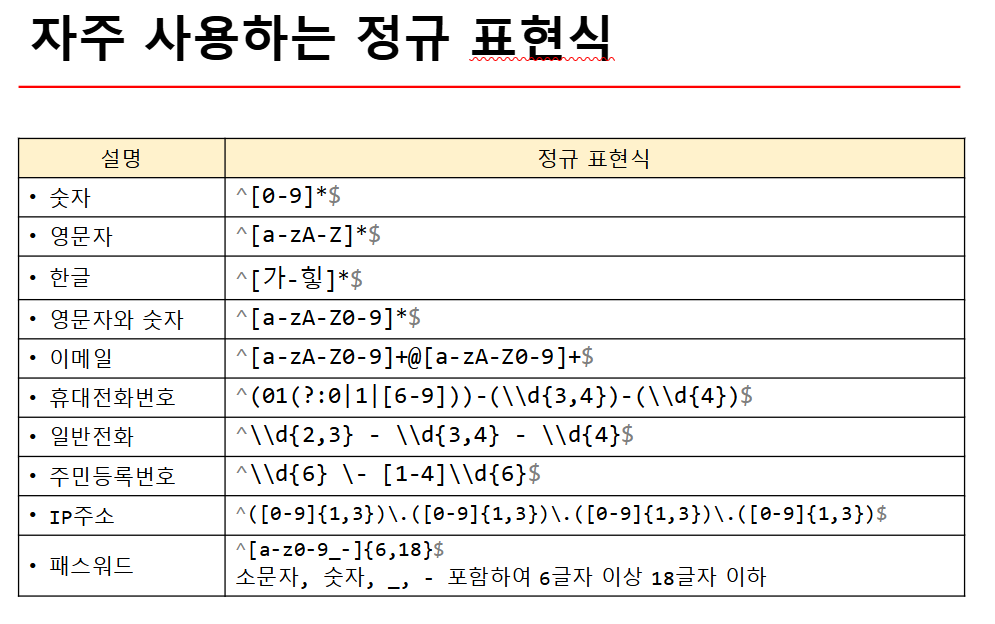 자주 사용하는 정규 표현식
설명 정규 표현식
• 숫자 ^[0-9]*$
• 영문자 ^[a-zA-Z]*$
• 한글 ^[가-힣]*$
• 영문자와 숫자 ^[a-zA-Z0-9]*$
• 이메일 ^[a-zA-Z0-9]+@[a-zA-Z0-9]+$
• 휴대전화번호 ^(01(?:0|1|[6-9]))-(\\d{3,4})-(\\d{4})$
• 일반전화 ^\\d{2,3} - \\d{3,4} - \\d{4}$
• 주민등록번호 ^\\d{6} \- [1-4]\\d{6}$
• IP주소 ^([0-9]{1,3})\.([0-9]{1,3})\.([0-9]{1,3})\.([0-9]{1,3})$
• 패스워드 ^[a-z0-9_-]{6,18}$
소문자, 숫자, _, - 포함하여 6글자 이상 18글자 이하